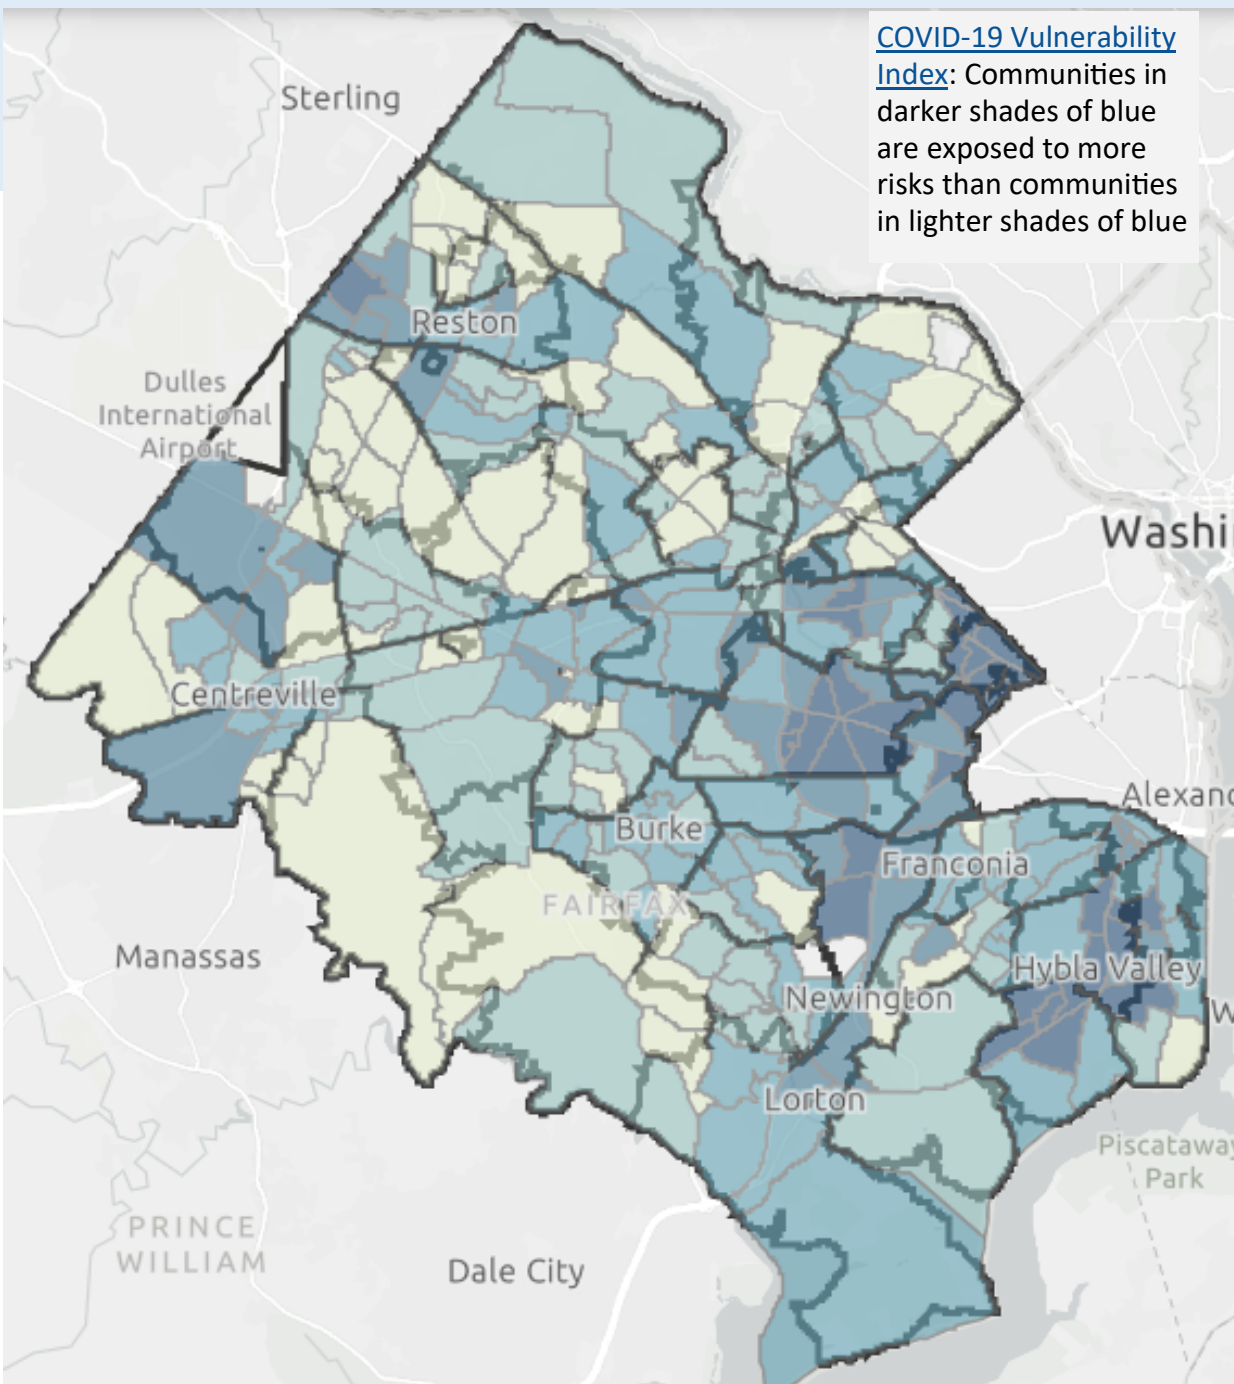 COVID-19 Vulnerability
Index: Communities in
darker shades of blue
are exposed to more
risks than communities
in lighter shades of blue
Sterling
Reston
Dulles
International
Airport
Washi
Centreville
Alexand
Burke
Franconia
FAIRFAX
Manassas
Hybla Valley
Newington
W
Lorton
Piscataway
Park
PRINCE
WILLIAM
Dale City